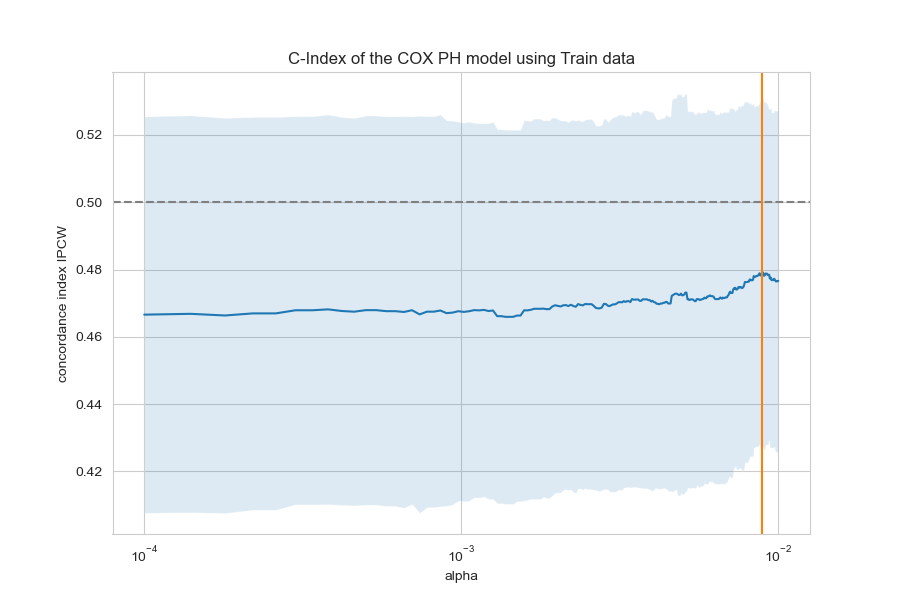 C-Index of the COX PH model using Train data
concordance index IPCW
0.52
0.50
0.48
0.46
0.44
0.42
10⁻⁴ 10⁻³ 10⁻²
alpha